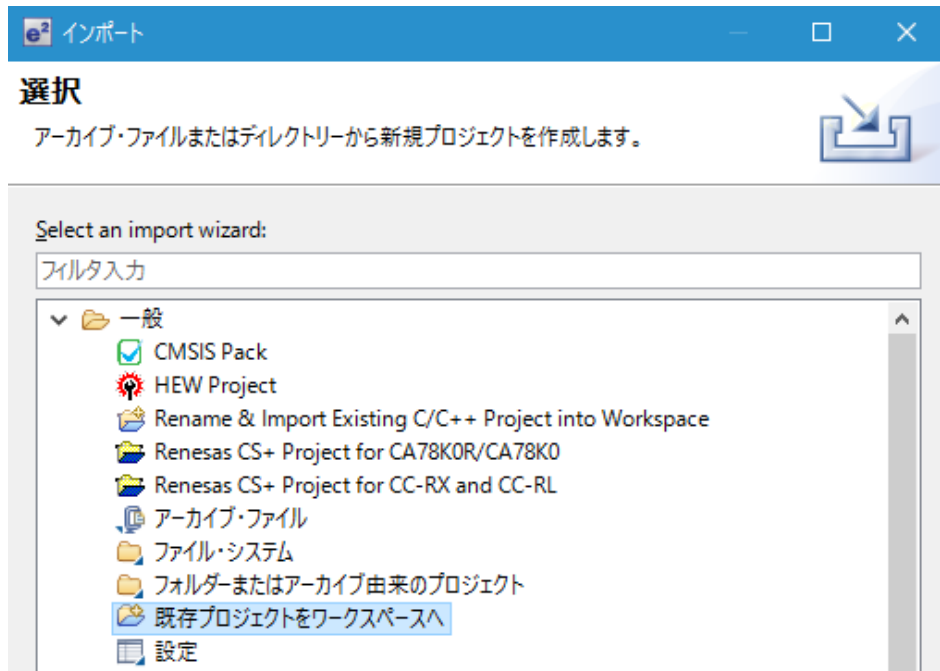 e² インポート
選択
アーカイブ・ファイルまたはディレクトリーから新規プロジェクトを作成します。
Select an import wizard:
フィルタ入力
一般
CMSIS Pack
HEW Project
Rename & Import Existing C/C++ Project into Workspace
Renesas CS+ Project for CA78K0R/CA78K0
Renesas CS+ Project for CC-RX and CC-RL
アーカイブ・ファイル
ファイル・システム
フォルダーまたはアーカイブ由来のプロジェクト
既存プロジェクトをワークスペースへ
設定